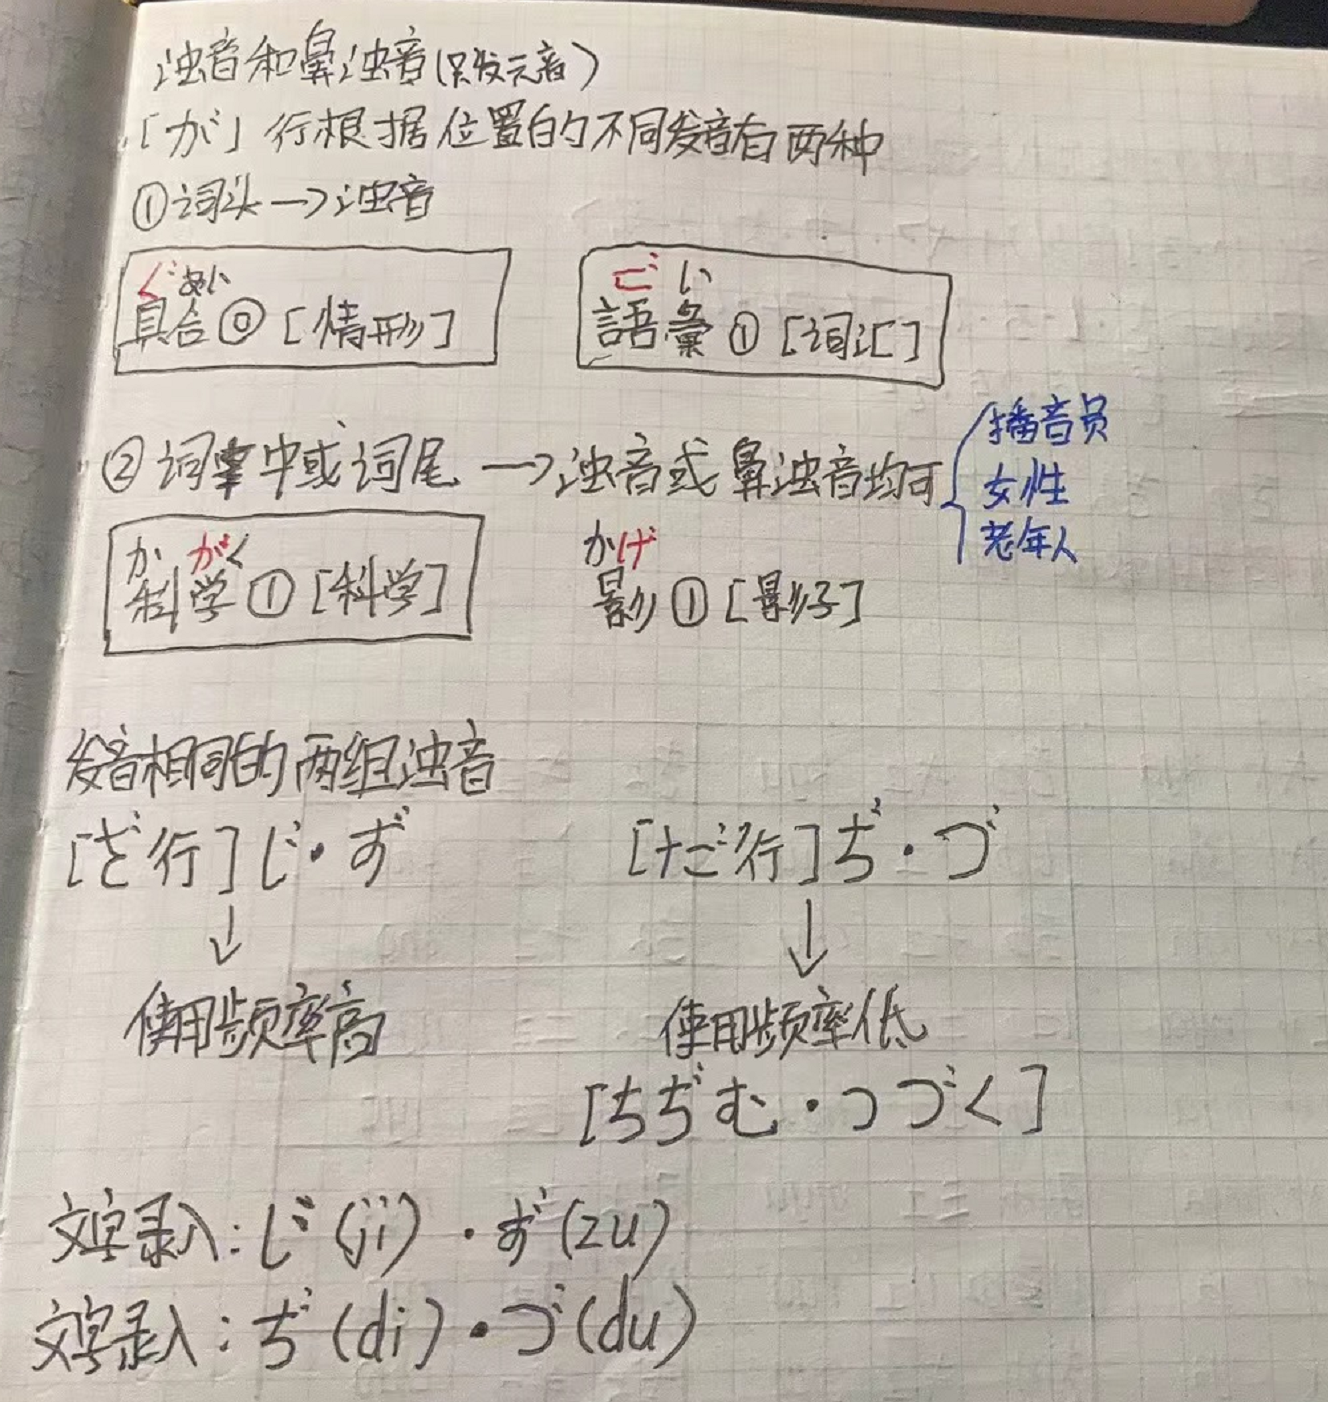 浊音和鼻浊音(只发元音)
「が」行根据位置的不同发音有两种
①词头→浊音
ぐあい ごい
具合⓪[情形] 語彙①[词汇]
播音员
②词中或词尾→浊音或鼻浊音均可
女性
老年人
かがく かげ
科学①[科学] 影①[影子]
发音相同的两组浊音
[ざ行]じ・ず [だ行]ぢ・づ
↓ ↓
使用频率高 使用频率低
[ちぢむ・つづく]
文字录入:じ(ji)・ず(zu)
文字录入:ぢ(di)・づ(du)